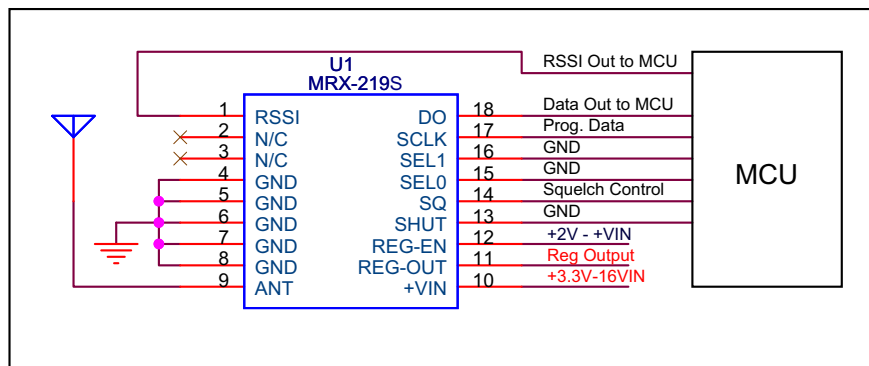 RSSI Out to MCU
U1
MRX-219S
1 RSSI DO 18 Data Out to MCU
2 N/C SCLK 17 Prog. Data
3 N/C SEL1 16 GND
4 GND SEL0 15 GND
5 GND SQ 14 Squelch Control
6 GND SHUT 13 GND
7 GND REG-EN 12 +2V - +VIN
8 GND REG-OUT 11 Reg Output
9 ANT +VIN 10 +3.3V-16VIN
MCU